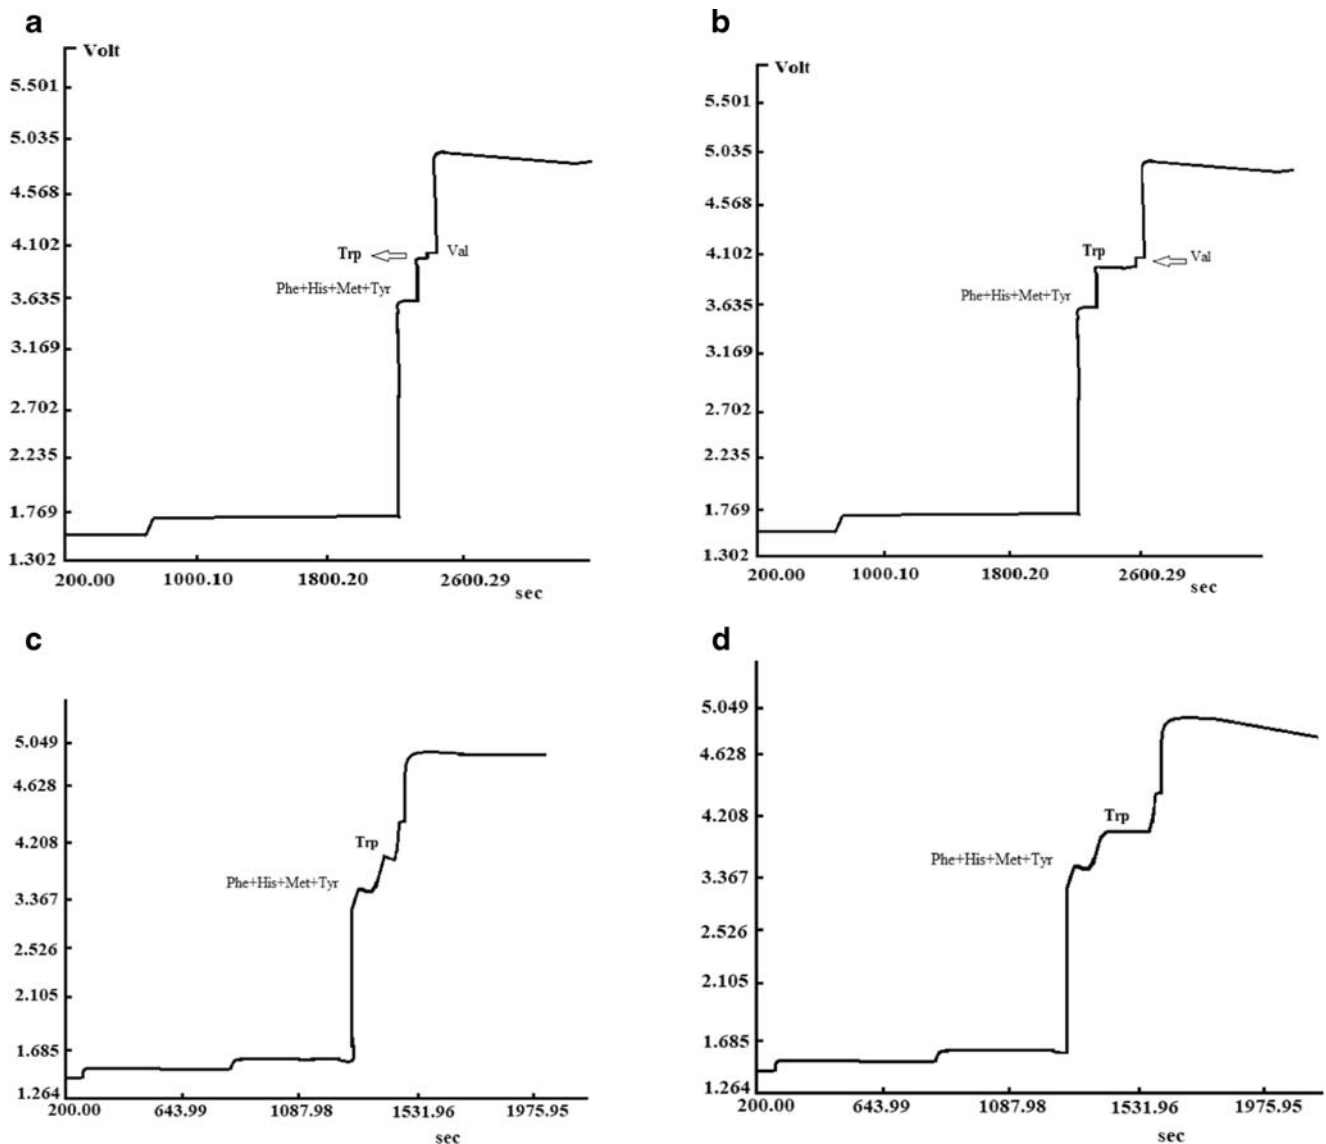 a
Volt
5.501
5.035
4.568
4.102
3.635
3.169
2.702
2.235
1.769
1.302
Trp
Val
Phe+His+Met+Tyr
200.00 1000.10 1800.20 2600.29
sec
b
Volt
5.501
5.035
4.568
4.102
3.635
3.169
2.702
2.235
1.769
1.302
Trp
Val
Phe+His+Met+Tyr
200.00 1000.10 1800.20 2600.29
sec
c
5.049
4.628
4.208
3.367
2.526
2.105
1.685
1.264
Trp
Phe+His+Met+Tyr
200.00 643.99 1087.98 1531.96 1975.95
sec
d
5.049
4.628
4.208
3.367
2.526
2.105
1.685
1.264
Trp
Phe+His+Met+Tyr
200.00 643.99 1087.98 1531.96 1975.95
sec